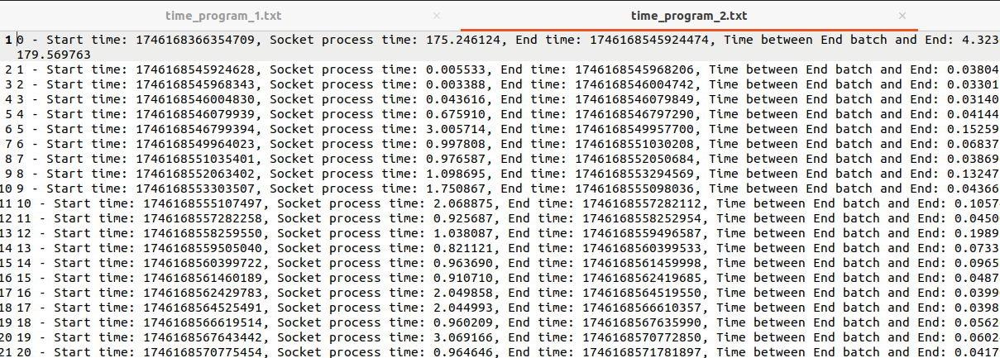 time_program_1.txt × time_program_2.txt ×
1 0 - Start time: 1746168366354709, Socket process time: 175.246124, End time: 1746168545924474, Time between End batch and End: 4.323
179.569763
2 1 - Start time: 1746168545924628, Socket process time: 0.005533, End time: 1746168545968206, Time between End batch and End: 0.03804
3 2 - Start time: 1746168545968343, Socket process time: 0.003388, End time: 1746168546004742, Time between End batch and End: 0.03301
4 3 - Start time: 1746168546004830, Socket process time: 0.043616, End time: 1746168546079849, Time between End batch and End: 0.03140
5 4 - Start time: 1746168546079939, Socket process time: 0.675910, End time: 1746168546797290, Time between End batch and End: 0.04144
6 5 - Start time: 1746168546799394, Socket process time: 3.005714, End time: 1746168549957700, Time between End batch and End: 0.15259
7 6 - Start time: 1746168549964023, Socket process time: 0.997808, End time: 1746168551030208, Time between End batch and End: 0.06837
8 7 - Start time: 1746168551035401, Socket process time: 0.976587, End time: 1746168552050684, Time between End batch and End: 0.03869
9 8 - Start time: 1746168552063402, Socket process time: 1.098695, End time: 1746168553294569, Time between End batch and End: 0.13247
10 9 - Start time: 1746168553303507, Socket process time: 1.750867, End time: 1746168555098036, Time between End batch and End: 0.04366
11 10 - Start time: 1746168555107497, Socket process time: 2.068875, End time: 1746168557282112, Time between End batch and End: 0.1057
12 11 - Start time: 1746168557282258, Socket process time: 0.925687, End time: 1746168558252954, Time between End batch and End: 0.0450
13 12 - Start time: 1746168558259550, Socket process time: 1.038087, End time: 1746168559496587, Time between End batch and End: 0.1989
14 13 - Start time: 1746168559505040, Socket process time: 0.821121, End time: 1746168560399533, Time between End batch and End: 0.0733
15 14 - Start time: 1746168560399722, Socket process time: 0.963690, End time: 1746168561459998, Time between End batch and End: 0.0965
16 15 - Start time: 1746168561460189, Socket process time: 0.910710, End time: 1746168562419685, Time between End batch and End: 0.0487
17 16 - Start time: 1746168562429783, Socket process time: 2.049858, End time: 1746168564519550, Time between End batch and End: 0.0399
18 17 - Start time: 1746168564525491, Socket process time: 2.044993, End time: 1746168566610357, Time between End batch and End: 0.0398
19 18 - Start time: 1746168566619514, Socket process time: 0.960209, End time: 1746168567635990, Time between End batch and End: 0.0562
20 19 - Start time: 1746168567643442, Socket process time: 3.069166, End time: 1746168570772850, Time between End batch and End: 0.0602
21 20 - Start time: 1746168570775454, Socket process time: 0.964646, End time: 1746168571781897, Time between End batch and End: 0.0417